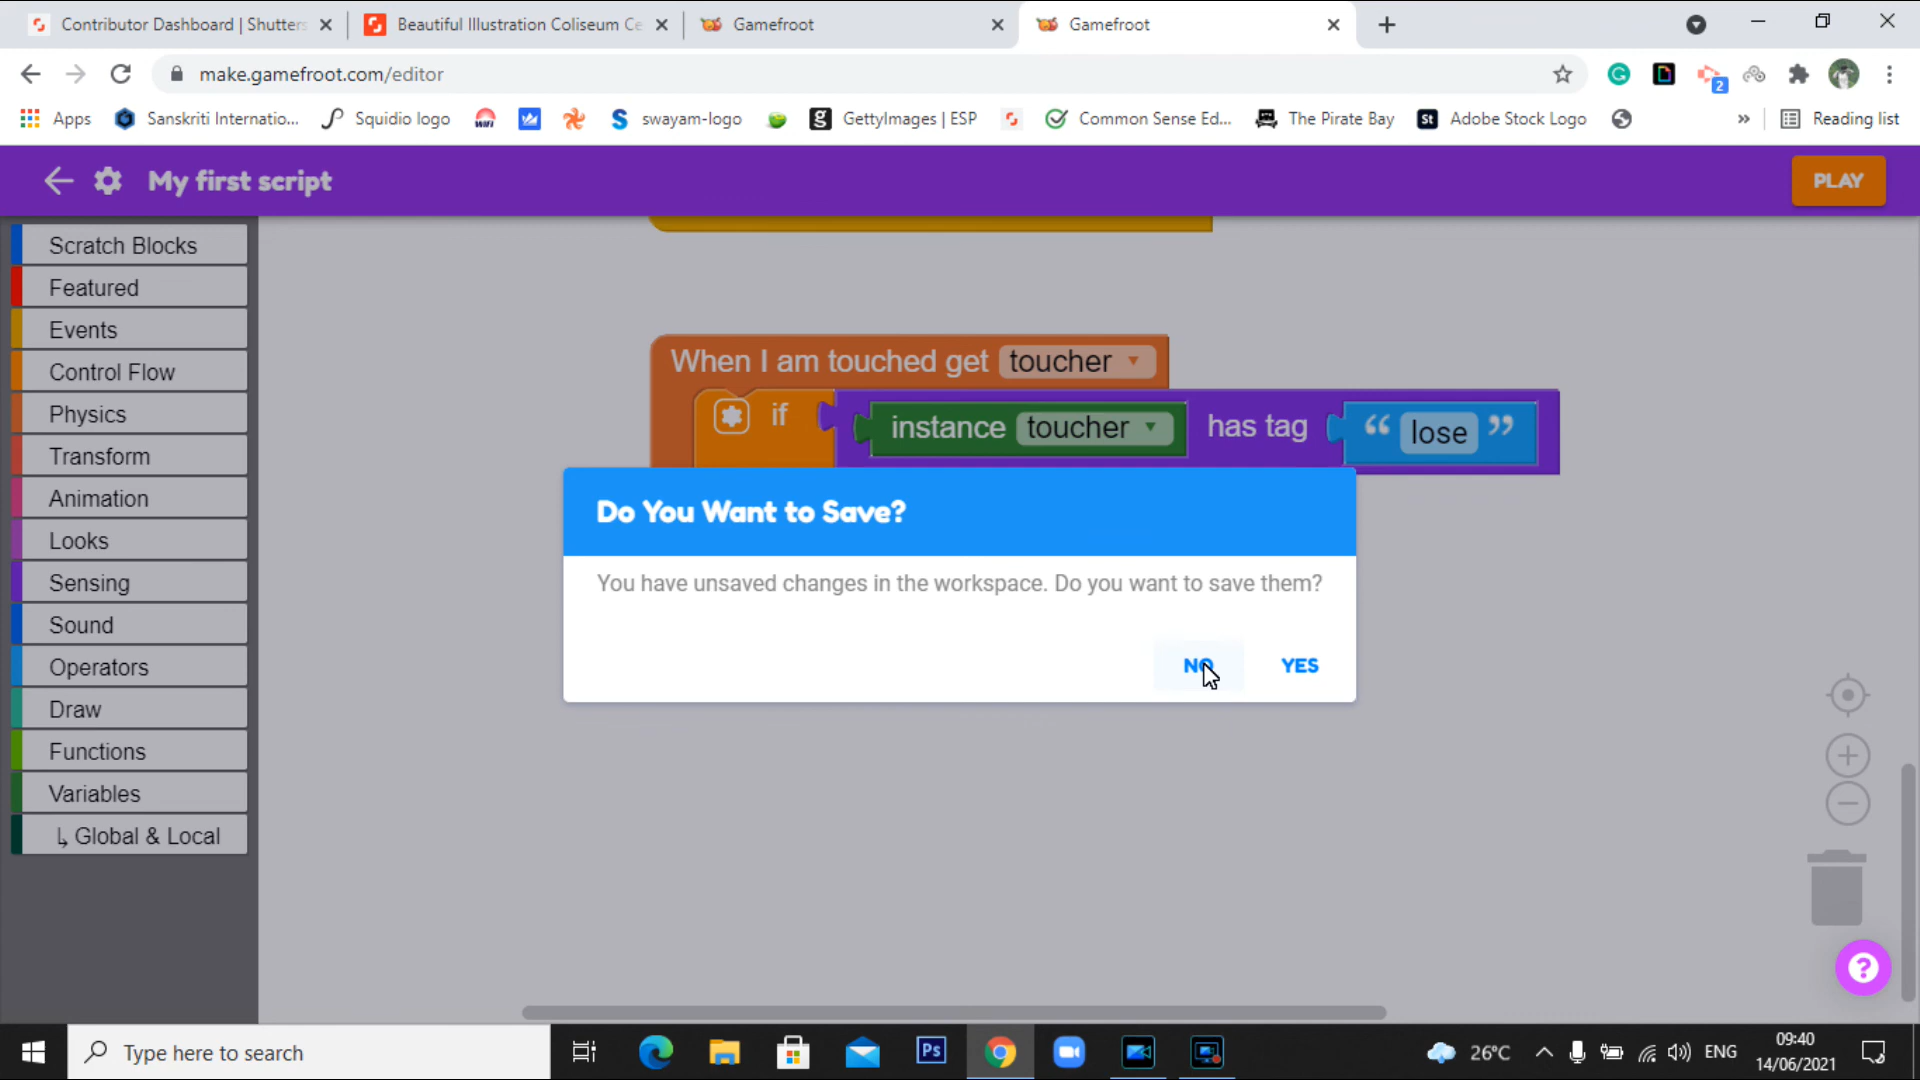 Contributor Dashboard | Shutters
Beautiful Illustration Coliseum Ce
Gamefroot
Gamefroot
make.gamefroot.com/editor
2
Apps
Sanskriti Internatio...
Squidio logo
swayam-logo
GettyImages | ESP
Common Sense Ed...
The Pirate Bay
St
Adobe Stock Logo
»
Reading list
My first script
PLAY
Scratch Blocks
Featured
Events
Control Flow
Physics
Transform
Animation
Looks
Sensing
Sound
Operators
Draw
Functions
Variables
↳ Global & Local
When I am touched get toucher
if
instance toucher has tag “ lose ”
Do You Want to Save?
You have unsaved changes in the workspace. Do you want to save them?
NO
YES
?
Type here to search
Ps
26°C
ENG
09:40
14/06/2021